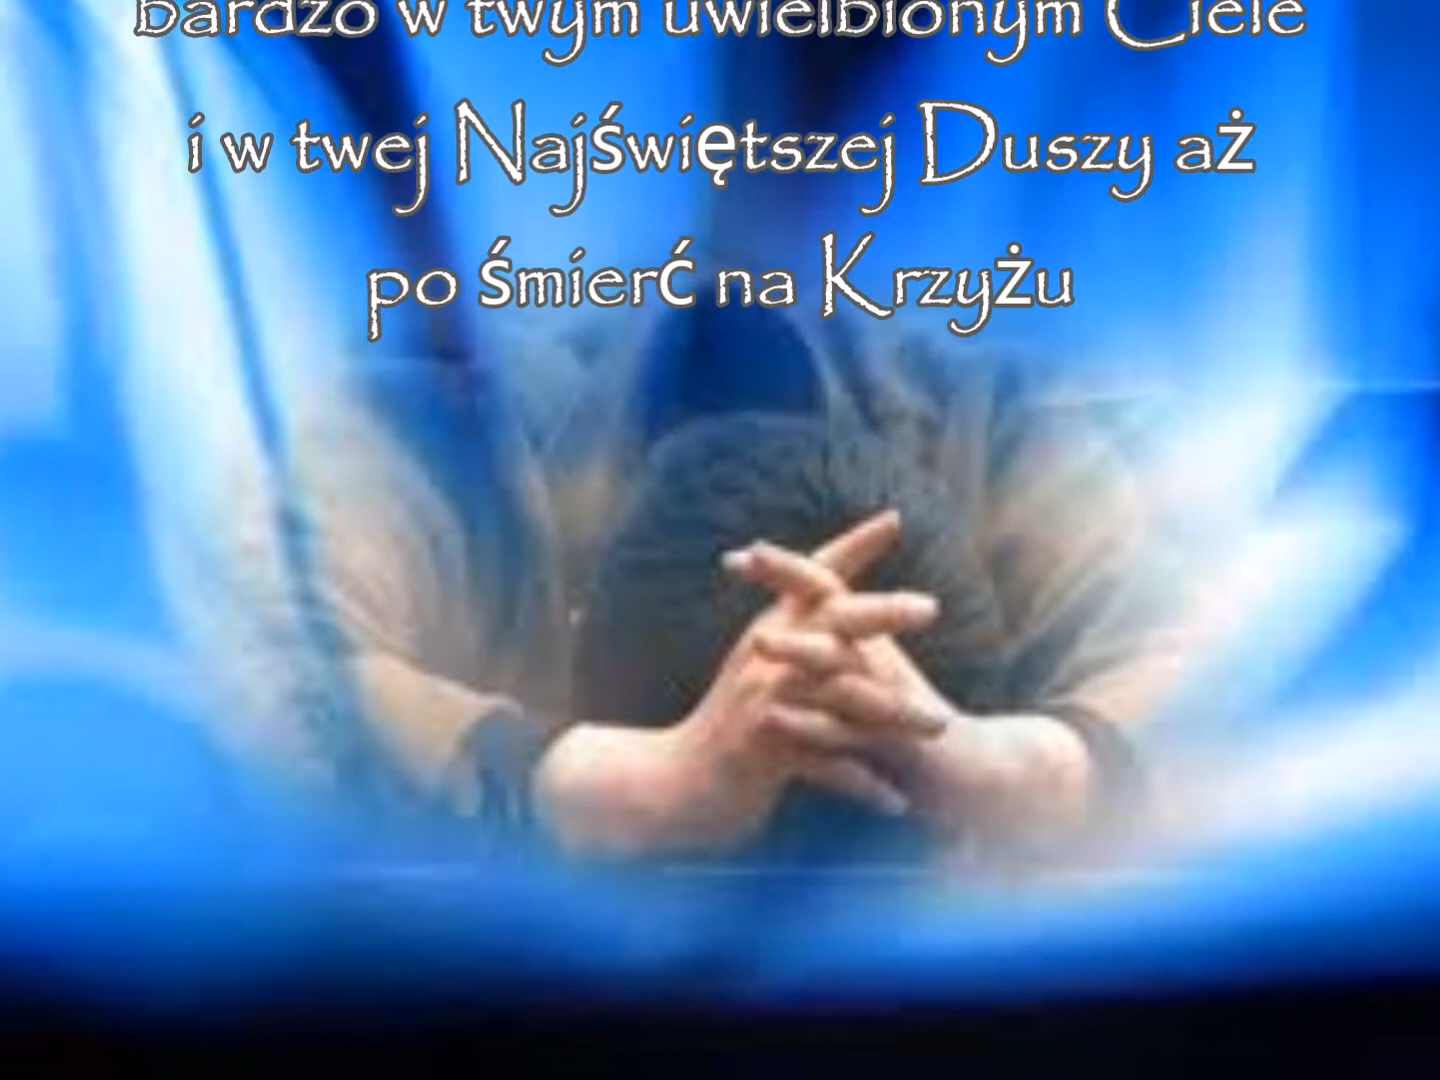 bardzo w twym uwielbionym Ciele
i w twej Najświętszej Duszy aż
po śmierć na Krzyżu